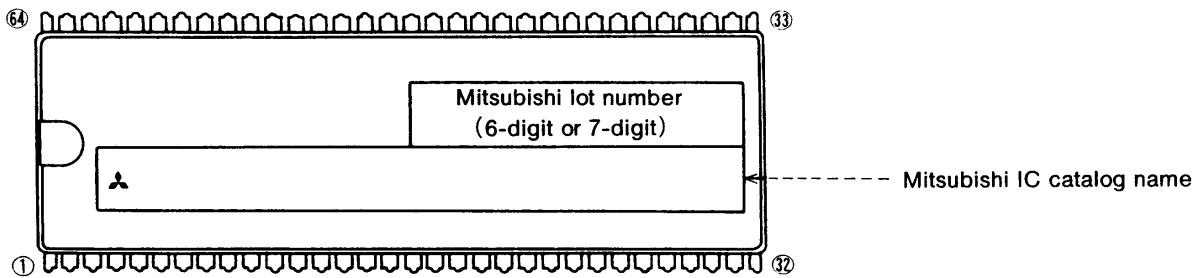 64 33
Mitsubishi lot number
(6-digit or 7-digit)
Mitsubishi IC catalog name
1 32